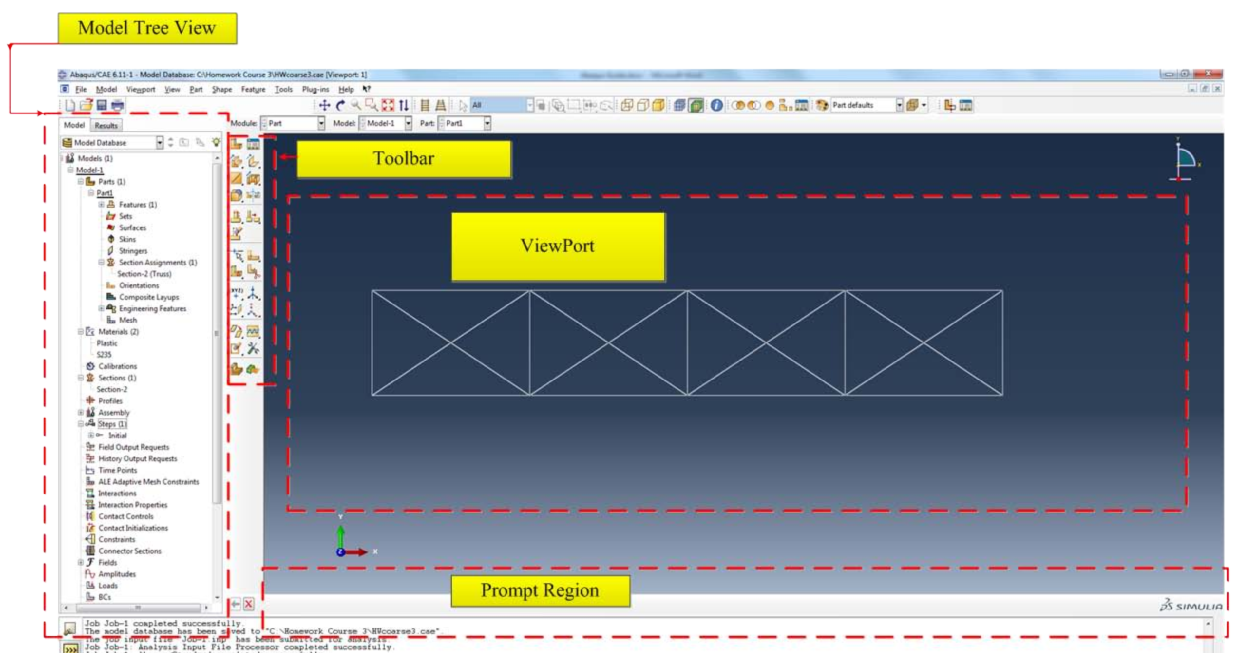 Model Tree View
Abaqus/CAE 6.11-1 - Model Database: C:\Homework Course 3\HWcoarse3.cae [Viewport: 1]
File Model Viewport View Part Shape Feature Tools Plug-ins Help
All
Part defaults
Model Results
Module: Part Model: Model-1 Part: Part1
Model Database
Toolbar
Models (1)
Model-1
Parts (1)
Part1
Features (1)
Sets
Surfaces
Skins
Stringers
Section Assignments (1)
Section-2 (Truss)
Orientations
Composite Layups
Engineering Features
Mesh
Materials (2)
Plastic
S235
Calibrations
Sections (1)
Section-2
Profiles
Assembly
Steps (1)
Initial
Field Output Requests
History Output Requests
Time Points
ALE Adaptive Mesh Constraints
Interactions
Interaction Properties
Contact Controls
Contact Initializations
Constraints
Connector Sections
Fields
Amplitudes
Loads
BCs
ViewPort
Y
X
Z
Prompt Region
SIMULIA
Job Job-1 completed successfully.
The model database has been saved to "C:\Homework Course 3\HWcoarse3.cae".
The job input file "Job-1.inp" has been submitted for analysis.
Job Job-1: Analysis Input File Processor completed successfully.